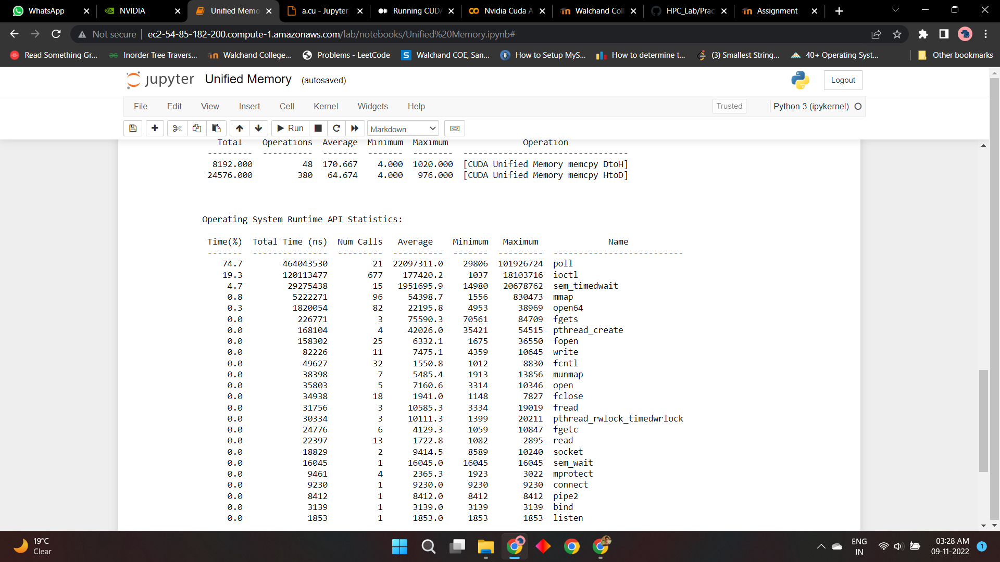 WhatsApp
NVIDIA
Unified Memo
a.cu - Jupyter
Running CUDA
Nvidia Cuda A
Walchand Coll
HPC_Lab/Prac
Assignment
Not secure | ec2-54-85-182-200.compute-1.amazonaws.com/lab/notebooks/Unified%20Memory.ipynb#
Read Something Gr...
Inorder Tree Travers...
Walchand College...
Problems - LeetCode
Walchand COE, San...
How to Setup MyS...
How to determine t...
(3) Smallest String...
40+ Operating Syst...
Other bookmarks
jupyter Unified Memory (autosaved)
Logout
File Edit View Insert Cell Kernel Widgets Help
Trusted
Python 3 (ipykernel)
Run
Markdown
Total Operations Average Minimum Maximum Operation
--------- ---------- ------- ------- -------- ---------------------------------
8192.000 48 170.667 4.000 1020.000 [CUDA Unified Memory memcpy DtoH]
24576.000 380 64.674 4.000 976.000 [CUDA Unified Memory memcpy HtoD]
Operating System Runtime API Statistics:
Time(%) Total Time (ns) Num Calls Average Minimum Maximum Name
------- --------------- --------- ---------- ------- --------- --------------------------
74.7 464043530 21 22097311.0 29806 101926724 poll
19.3 120113477 677 177420.2 1037 18103716 ioctl
4.7 29275438 15 1951695.9 14980 20678762 sem_timedwait
0.8 5222271 96 54398.7 1556 830473 mmap
0.3 1820054 82 22195.8 4953 38969 open64
0.0 226771 3 75590.3 70561 84709 fgets
0.0 168104 4 42026.0 35421 54515 pthread_create
0.0 158302 25 6332.1 1675 36550 fopen
0.0 82226 11 7475.1 4359 10645 write
0.0 49627 32 1550.8 1012 8830 fcntl
0.0 38398 7 5485.4 1913 13856 munmap
0.0 35803 5 7160.6 3314 10346 open
0.0 34938 18 1941.0 1148 7827 fclose
0.0 31756 3 10585.3 3334 19019 fread
0.0 30334 3 10111.3 1399 20211 pthread_rwlock_timedwrlock
0.0 24776 6 4129.3 1059 10847 fgetc
0.0 22397 13 1722.8 1082 2895 read
0.0 18829 2 9414.5 8589 10240 socket
0.0 16045 1 16045.0 16045 16045 sem_wait
0.0 9461 4 2365.3 1923 3022 mprotect
0.0 9230 1 9230.0 9230 9230 connect
0.0 8412 1 8412.0 8412 8412 pipe2
0.0 3139 1 3139.0 3139 3139 bind
0.0 1853 1 1853.0 1853 1853 listen
19°C
Clear
ENG
IN
03:28 AM
09-11-2022
1